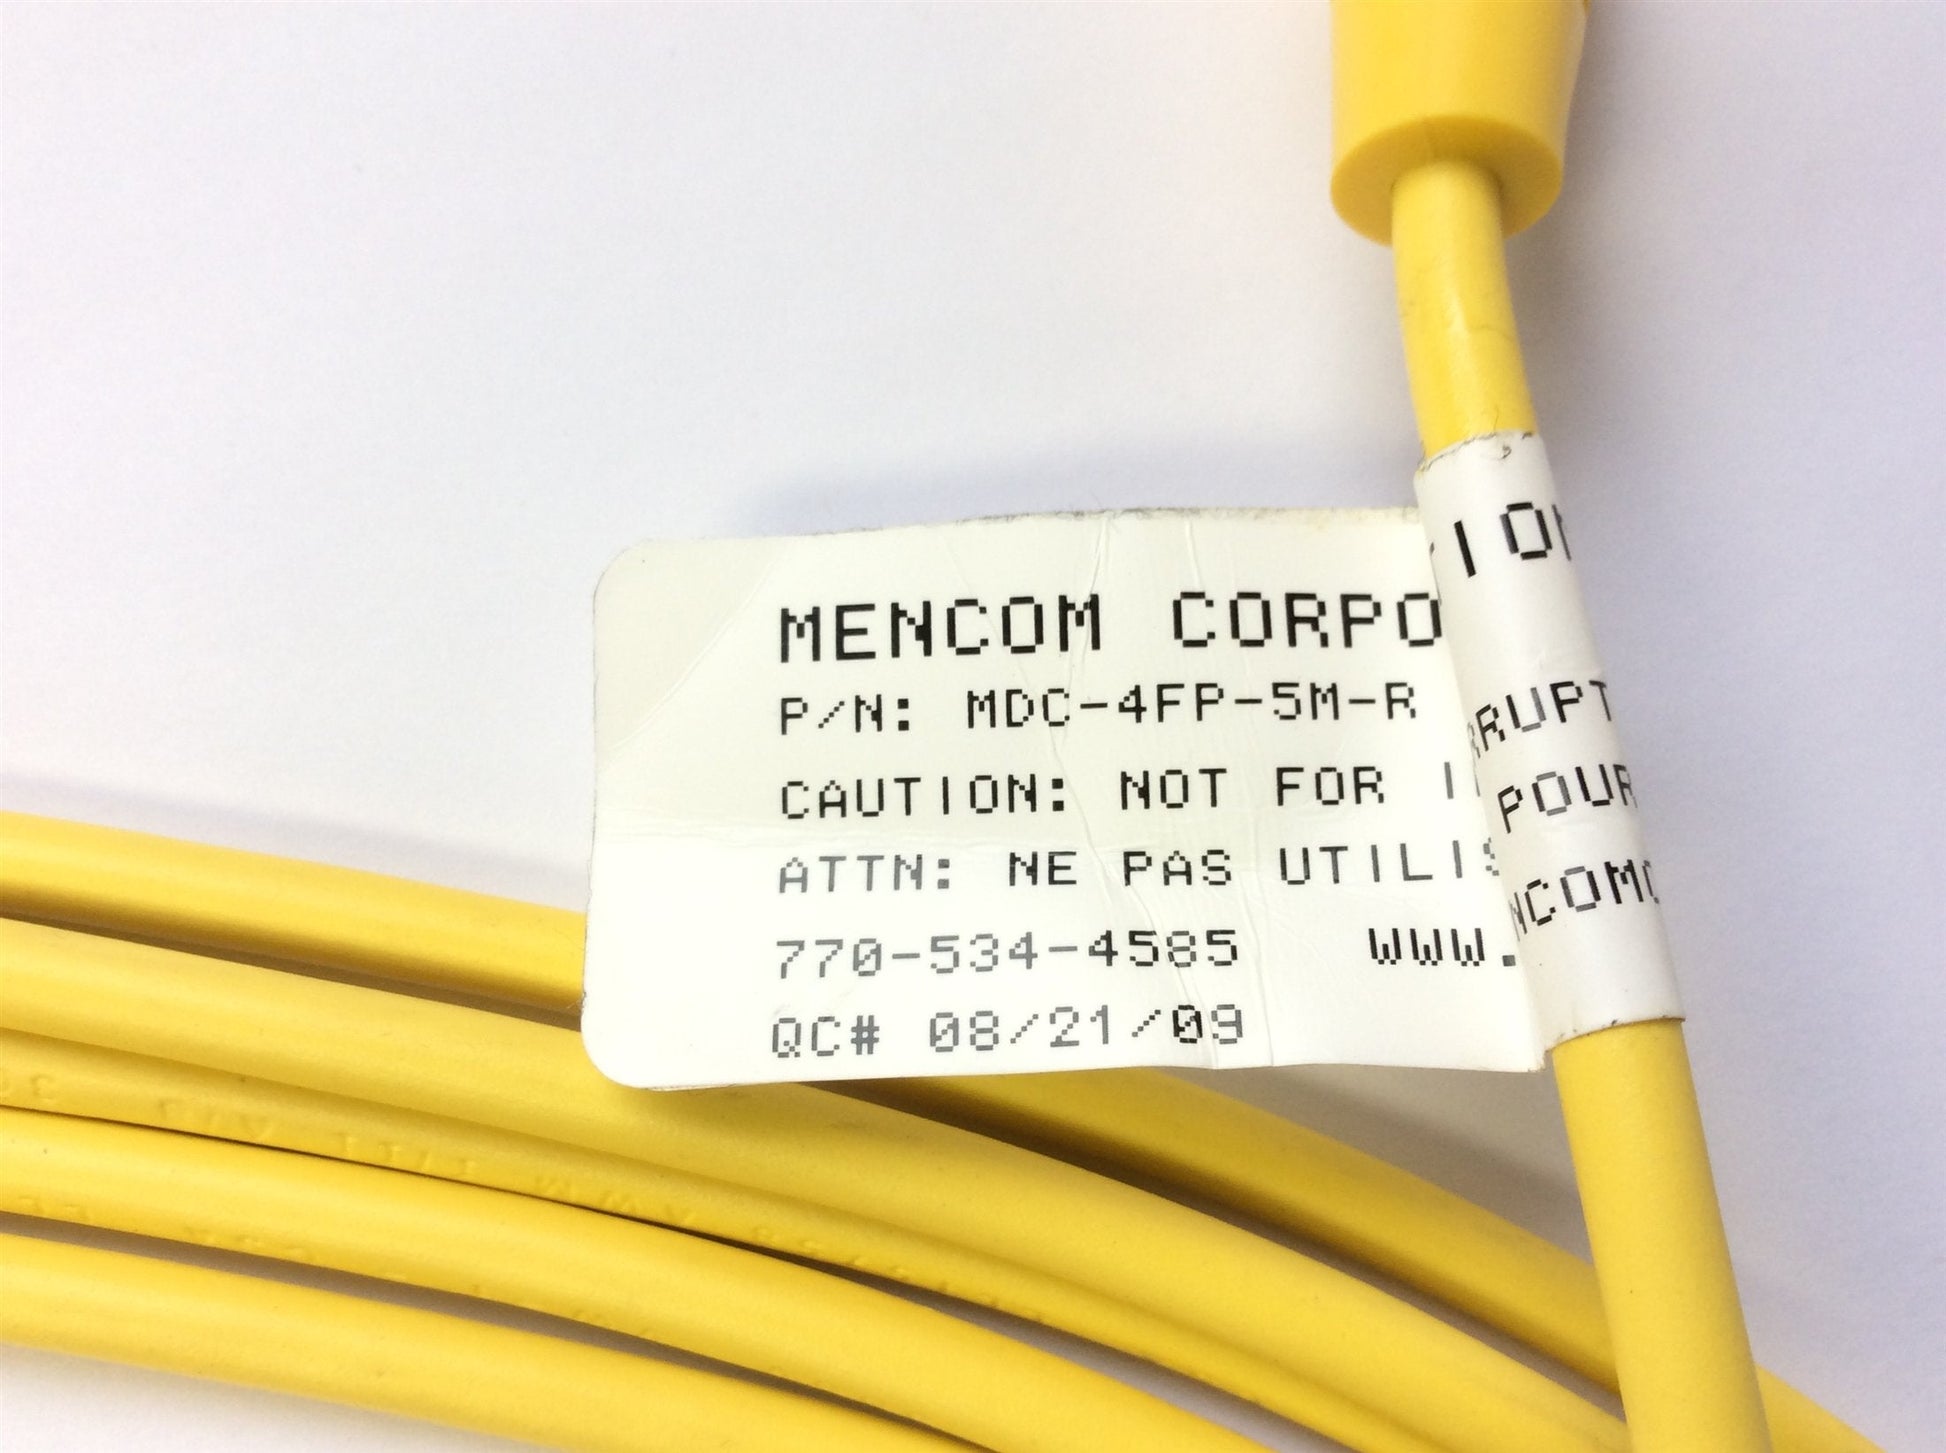 MENCOM CORPO ION
P/N: MDC-4FP-5M-R
CAUTION: NOT FOR I RRUPT
ATTN: NE PAS UTILIS POUR
770-534-4585 WWW. NCOMC
QC# 08/21/09